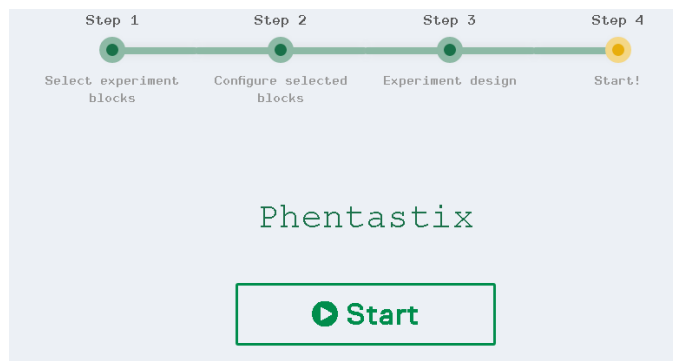 Step 1 Step 2 Step 3 Step 4
Select experiment blocks
Configure selected blocks
Experiment design
Start!
Phentastix
Start